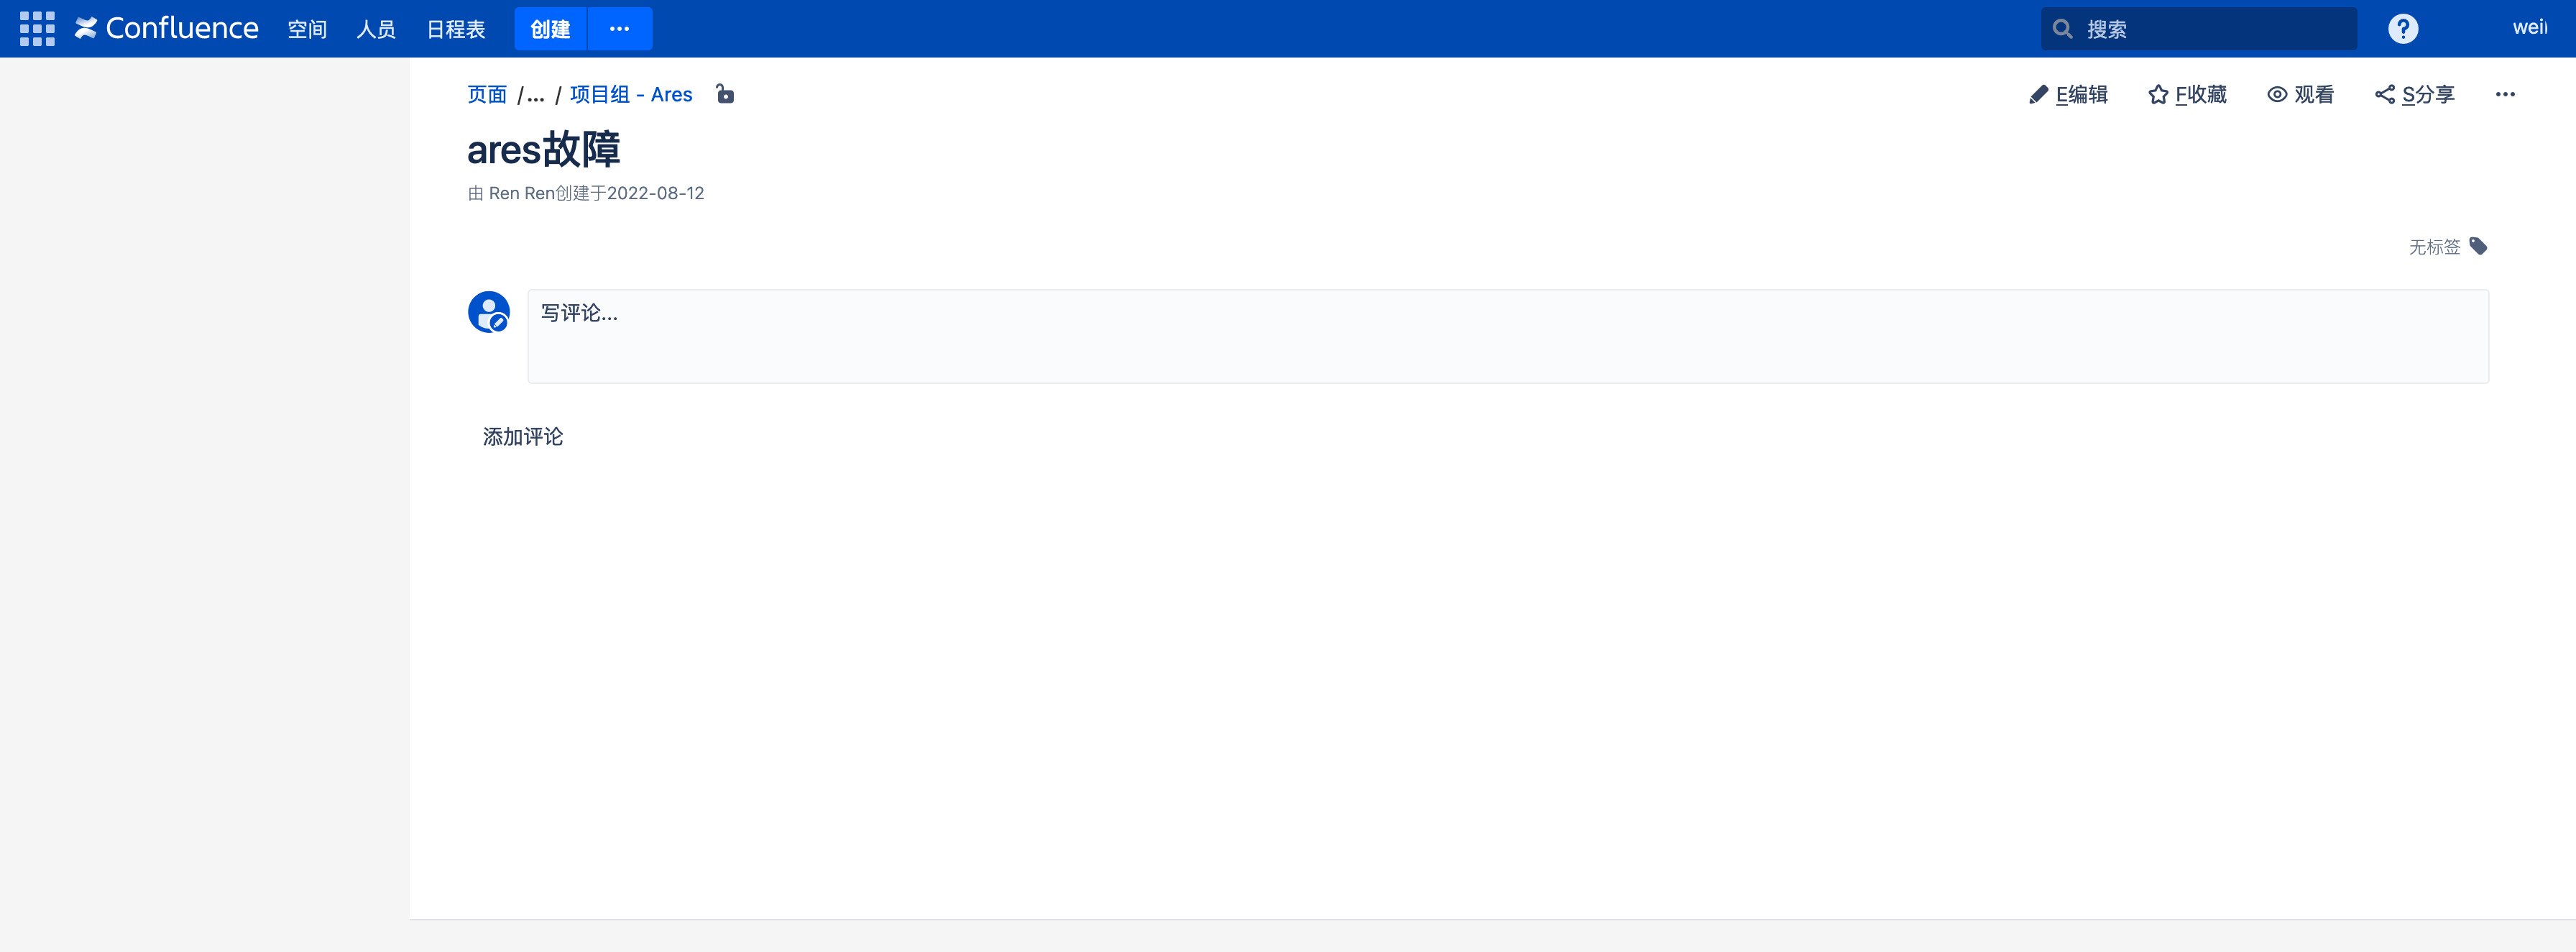 Confluence 空间 人员 日程表 创建 ... 搜索 ? weii
页面 /... / 项目组 - Ares E编辑 F收藏 观看 S分享 ...
ares故障
由 Ren Ren创建于2022-08-12
无标签
写评论...
添加评论